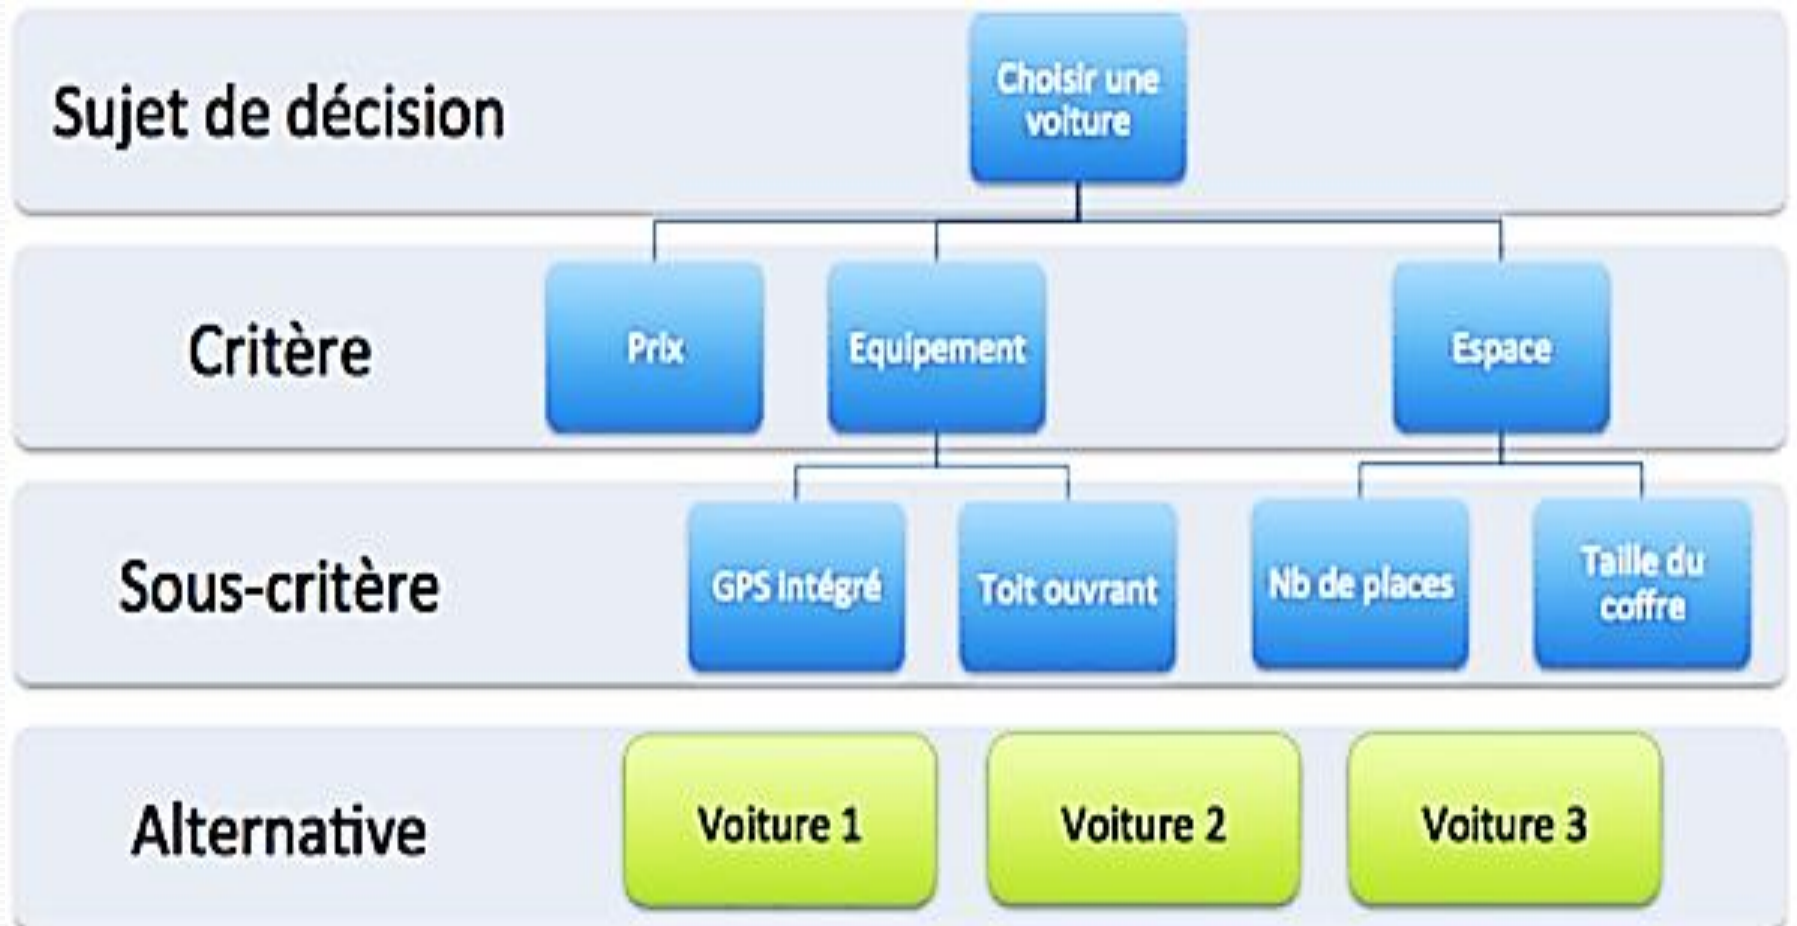 Sujet de décision
Choisir une
voiture
Critère
Prix
Equipement
Espace
Sous-critère
GPS intégré
Toit ouvrant
Nb de places
Taille du
coffre
Alternative
Voiture 1
Voiture 2
Voiture 3